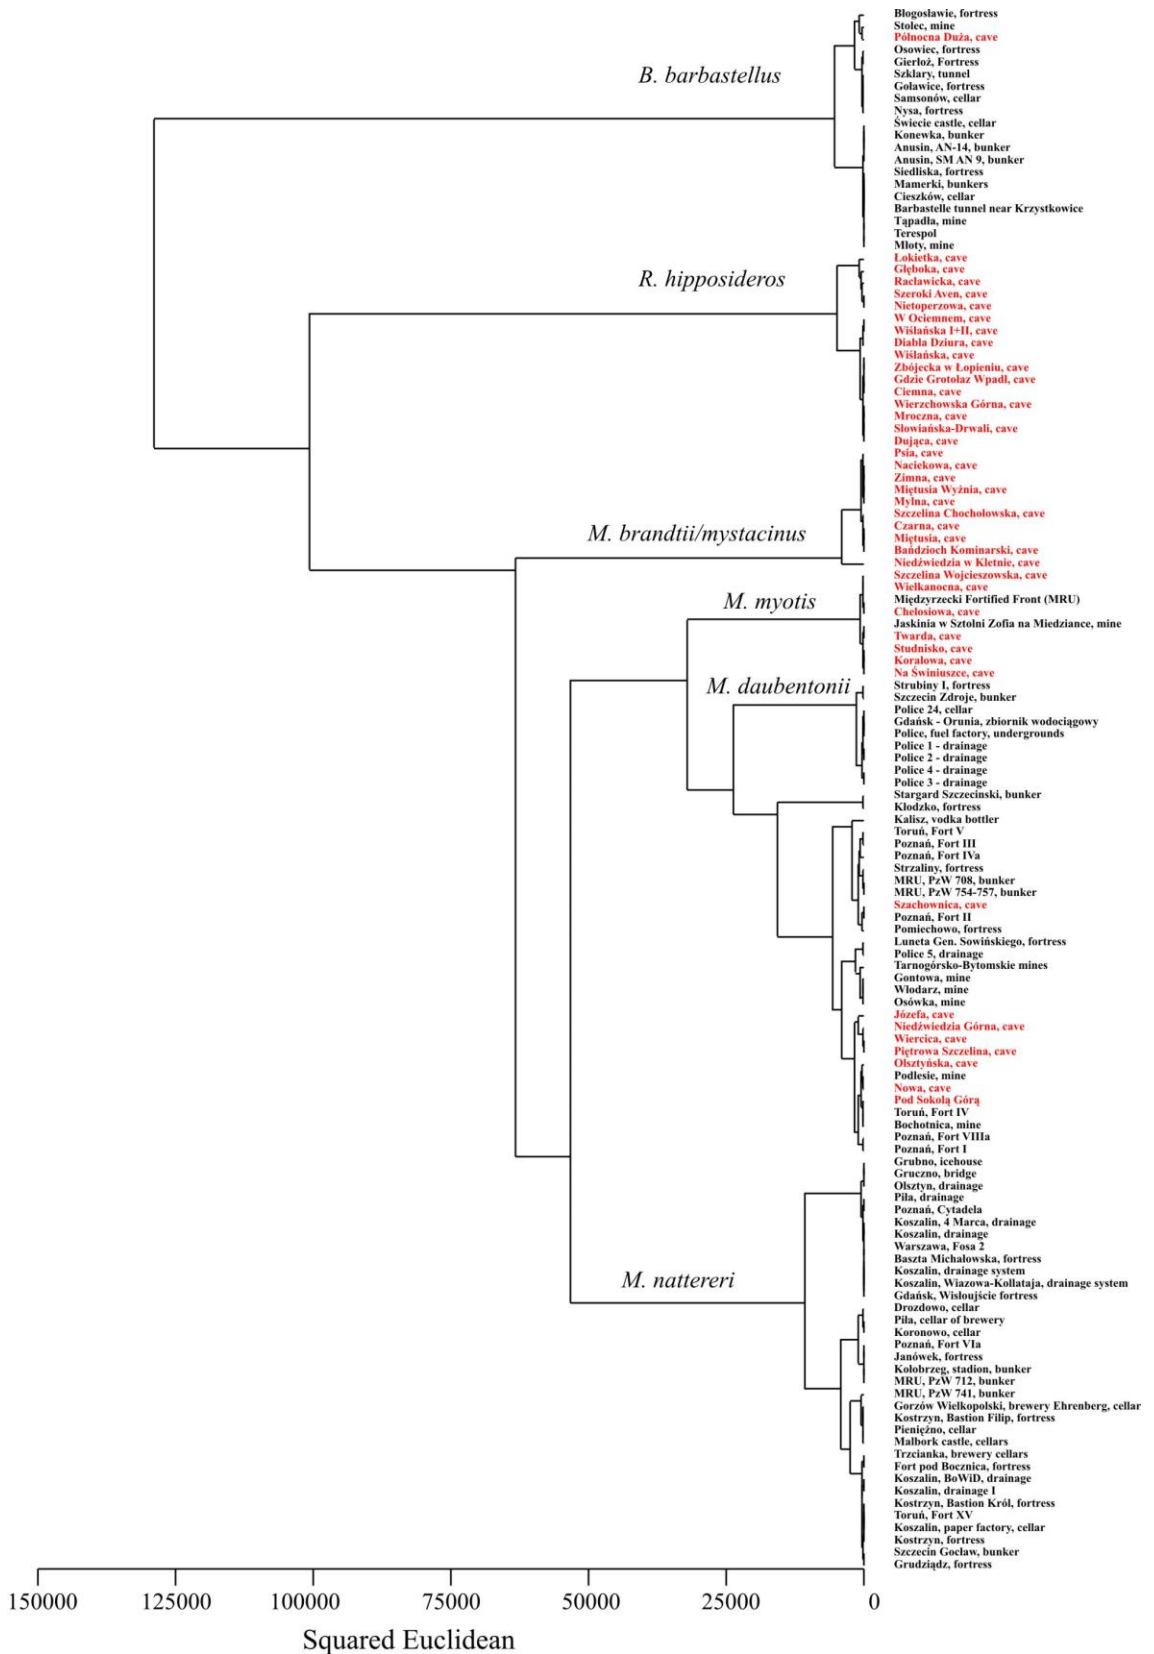 Błogosławie, fortress
Stolec, mine
Północna Duża, cave
Osowiec, fortress
Gierłoż, Fortress
B. barbastellus
Szklary, tunnel
Goławice, fortress
Samsonów, cellar
Nysa, fortress
Świecie castle, cellar
Konewka, bunker
Anusin, AN-14, bunker
Anusin, SM AN 9, bunker
Siedliska, fortress
Mamerki, bunkers
Cieszków, cellar
Barbastelle tunnel near Krzystkowice
Tąpadła, mine
Terespol
Młoty, mine
Łokietka, cave
Głęboka, cave
R. hipposideros
Racławicka, cave
Szeroki Aven, cave
Nietoperzowa, cave
W Ociemnem, cave
Wiślańska I+II, cave
Diabla Dziura, cave
Wiślańska, cave
Zbójecka w Łopieniu, cave
Gdzie Grotołaz Wpadł, cave
Ciemna, cave
Wierzchowska Górna, cave
Mroczna, cave
Słowiańska-Drwali, cave
Dująca, cave
Psia, cave
Naciekowa, cave
Zimna, cave
Miętusia Wyżnia, cave
Mylna, cave
Szczelina Chochołowska, cave
Czarna, cave
M. brandtii/mystacinus
Miętusia, cave
Bańdzioch Kominarski, cave
Niedźwiedzia w Kletnie, cave
Szczelina Wojcieszowska, cave
Wielkanocna, cave
M. myotis
Międzyrzecki Fortified Front (MRU)
Chelosiowa, cave
Jaskinia w Sztolni Zofia na Miedziance, mine
Twarda, cave
Studnisko, cave
Koralowa, cave
Na Świniuszce, cave
M. daubentonii
Strubiny I, fortress
Szczecin Zdroje, bunker
Police 24, cellar
Gdańsk - Orunia, zbiornik wodociągowy
Police, fuel factory, undergrounds
Police 1 - drainage
Police 2 - drainage
Police 4 - drainage
Police 3 - drainage
Stargard Szczecinski, bunker
Kłodzko, fortress
Kalisz, vodka bottler
Toruń, Fort V
Poznań, Fort III
Poznań, Fort IVa
Strzaliny, fortress
MRU, PzW 708, bunker
MRU, PzW 754-757, bunker
Szachownica, cave
Poznań, Fort II
Pomiechowo, fortress
Luneta Gen. Sowińskiego, fortress
Police 5, drainage
Tarnogórsko-Bytomskie mines
Gontowa, mine
Włodarz, mine
Osówka, mine
Józefa, cave
Niedźwiedzia Górna, cave
Wiercica, cave
Piętrowa Szczelina, cave
Olsztyńska, cave
Podlesie, mine
Nowa, cave
Pod Sokolą Górą
Toruń, Fort IV
Bochotnica, mine
Poznań, Fort VIIIa
Poznań, Fort I
Grubno, icehouse
Gruczno, bridge
Olsztyn, drainage
Piła, drainage
Poznań, Cytadela
Koszalin, 4 Marca, drainage
Koszalin, drainage
Warszawa, Fosa 2
Baszta Michałowska, fortress
Koszalin, drainage system
M. nattereri
Koszalin, Wiazowa-Kollataja, drainage system
Gdańsk, Wisłoujście fortress
Drozdowo, cellar
Piła, cellar of brewery
Koronowo, cellar
Poznań, Fort VIa
Janówek, fortress
Kołobrzeg, stadion, bunker
MRU, PzW 712, bunker
MRU, PzW 741, bunker
Gorzów Wielkopolski, brewery Ehrenberg, cellar
Kostrzyn, Bastion Filip, fortress
Pieniężno, cellar
Malbork castle, cellars
Trzcianka, brewery cellars
Fort pod Bocznica, fortress
Koszalin, BoWiD, drainage
Koszalin, drainage I
Kostrzyn, Bastion Król, fortress
Toruń, Fort XV
Koszalin, paper factory, cellar
Kostrzyn, fortress
Szczecin Gocław, bunker
Grudziądz, fortress
150000 125000 100000 75000 50000 25000 0
Squared Euclidean